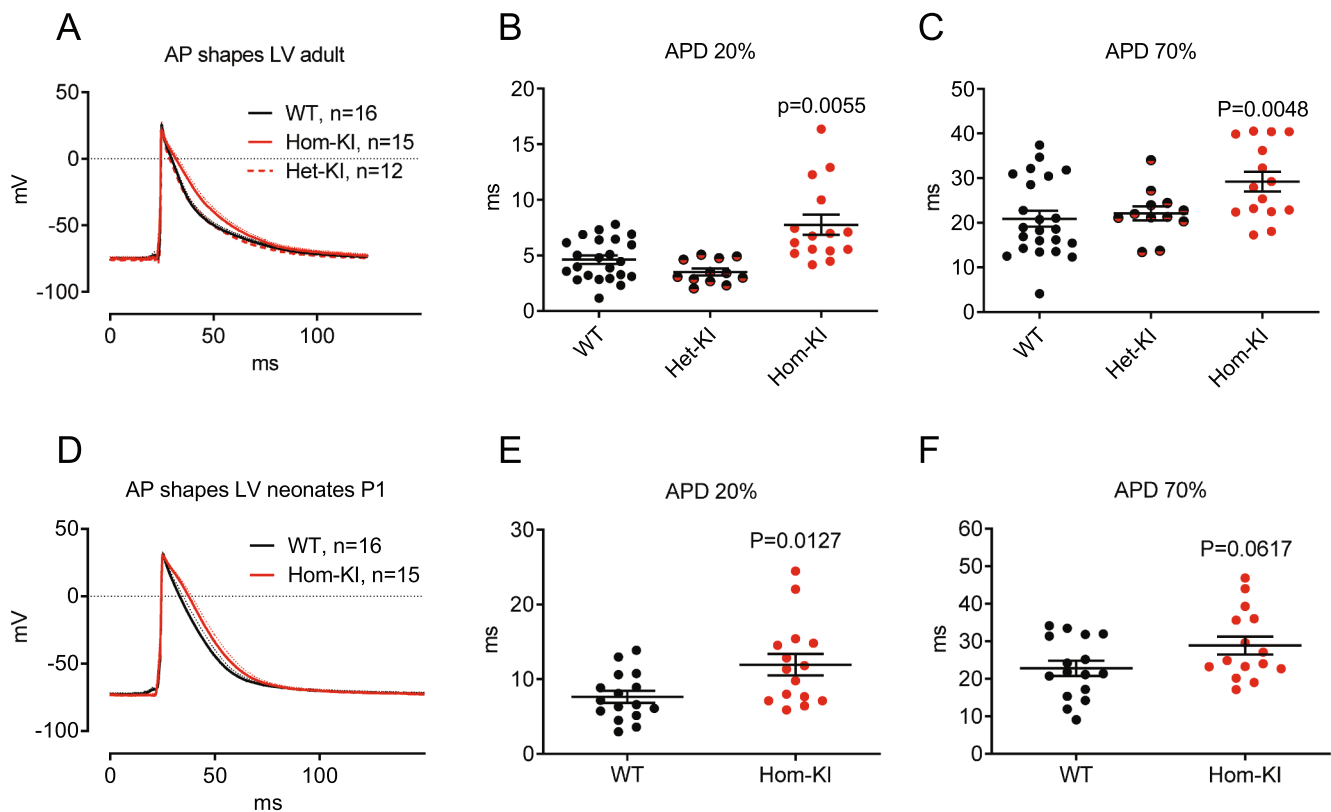 A
AP shapes LV adult
50
0
-50
-100
mV
WT, n=16
Hom-KI, n=15
Het-KI, n=12
0
50
100
ms
B
APD 20%
20
15
10
5
0
ms
p=0.0055
WT
Het-KI
Hom-KI
C
APD 70%
50
40
30
20
10
0
ms
P=0.0048
WT
Het-KI
Hom-KI
D
AP shapes LV neonates P1
50
0
-50
-100
mV
WT, n=16
Hom-KI, n=15
0
50
100
ms
E
APD 20%
30
20
10
0
ms
P=0.0127
WT
Hom-KI
F
APD 70%
60
50
40
30
20
10
0
ms
P=0.0617
WT
Hom-KI